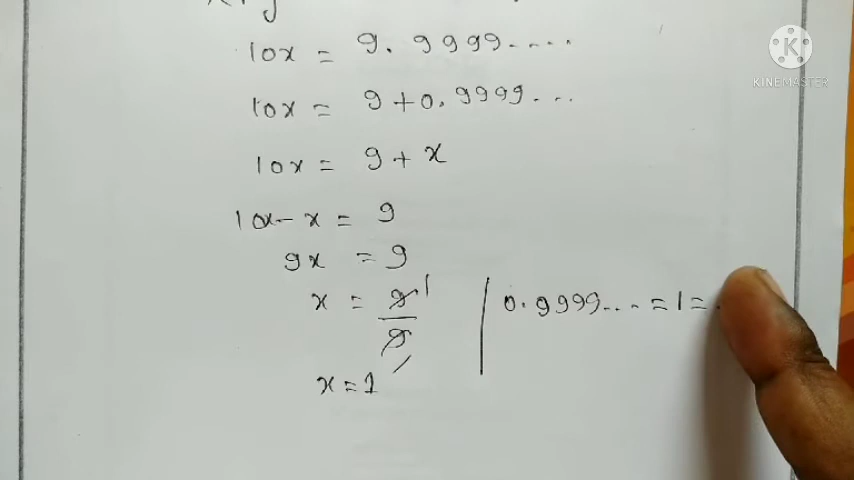 10x = 9.9999.....
10x = 9+0.9999...
10x = 9+x
10x-x = 9
9x = 9
x = 9/9 1
0.9999... =1=
x=1
K
KINEMASTER